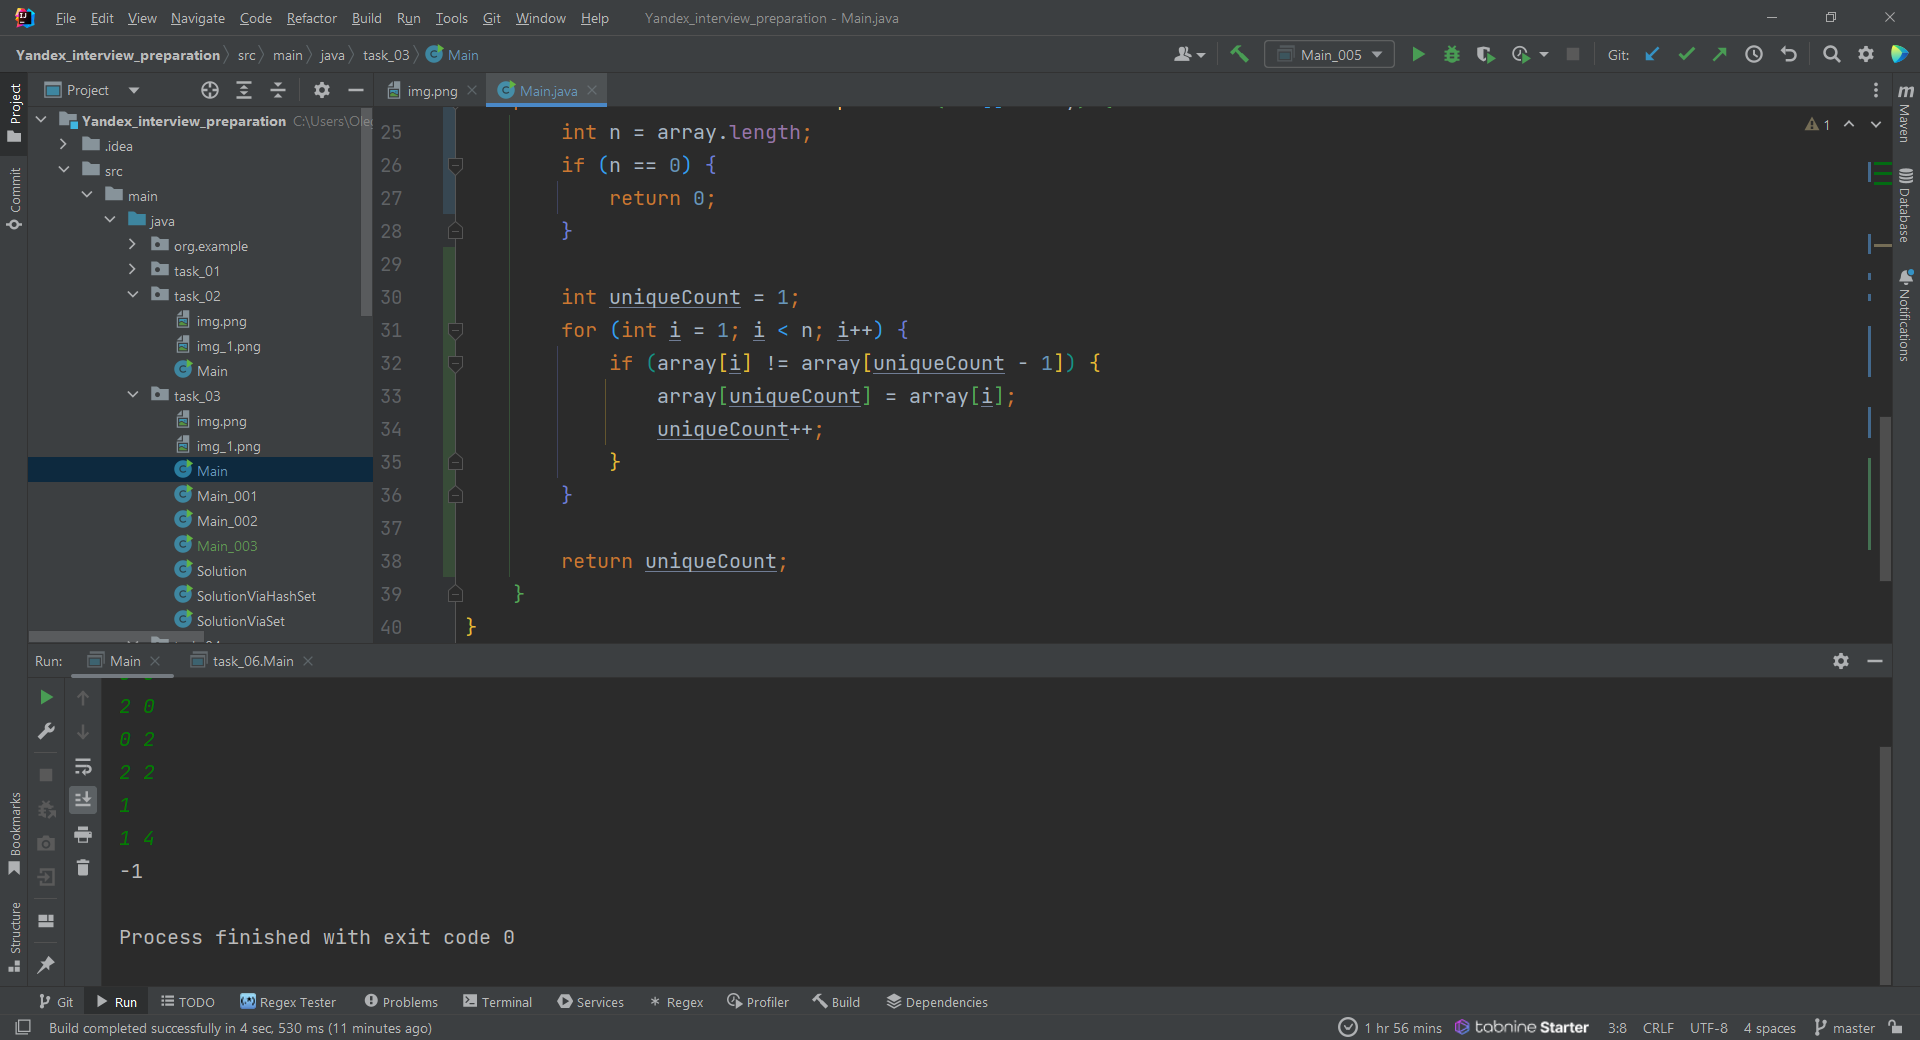 File Edit View Navigate Code Refactor Build Run Tools Git Window Help Yandex_interview_preparation - Main.java
Yandex_interview_preparation src main java task_03 Main Main_005 Git:
Project
img.png Main.java
Project
Commit
Bookmarks
Structure
Yandex_interview_preparation C:\Users\Ole
.idea
src
main
java
org.example
task_01
task_02
img.png
img_1.png
Main
task_03
img.png
img_1.png
Main
Main_001
Main_002
Main_003
Solution
SolutionViaHashSet
SolutionViaSet
25 int n = array.length;
26 if (n == 0) {
27 return 0;
28 }
29
30 int uniqueCount = 1;
31 for (int i = 1; i < n; i++) {
32 if (array[i] != array[uniqueCount - 1]) {
33 array[uniqueCount] = array[i];
34 uniqueCount++;
35 }
36 }
37
38 return uniqueCount;
39 }
40 }
1
m
Maven
Database
Notifications
Run: Main task_06.Main
2 0
0 2
2 2
1
1 4
-1
Process finished with exit code 0
Git Run TODO Regex Tester Problems Terminal Services Regex Profiler Build Dependencies
Build completed successfully in 4 sec, 530 ms (11 minutes ago) 1 hr 56 mins tabnine Starter 3:8 CRLF UTF-8 4 spaces master